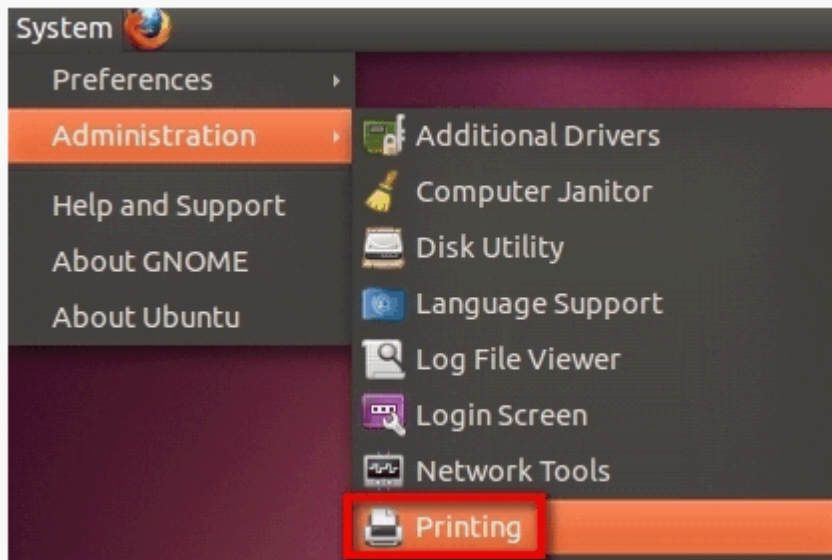 System
Preferences
Administration
Help and Support
About GNOME
About Ubuntu
Additional Drivers
Computer Janitor
Disk Utility
Language Support
Log File Viewer
Login Screen
Network Tools
Printing